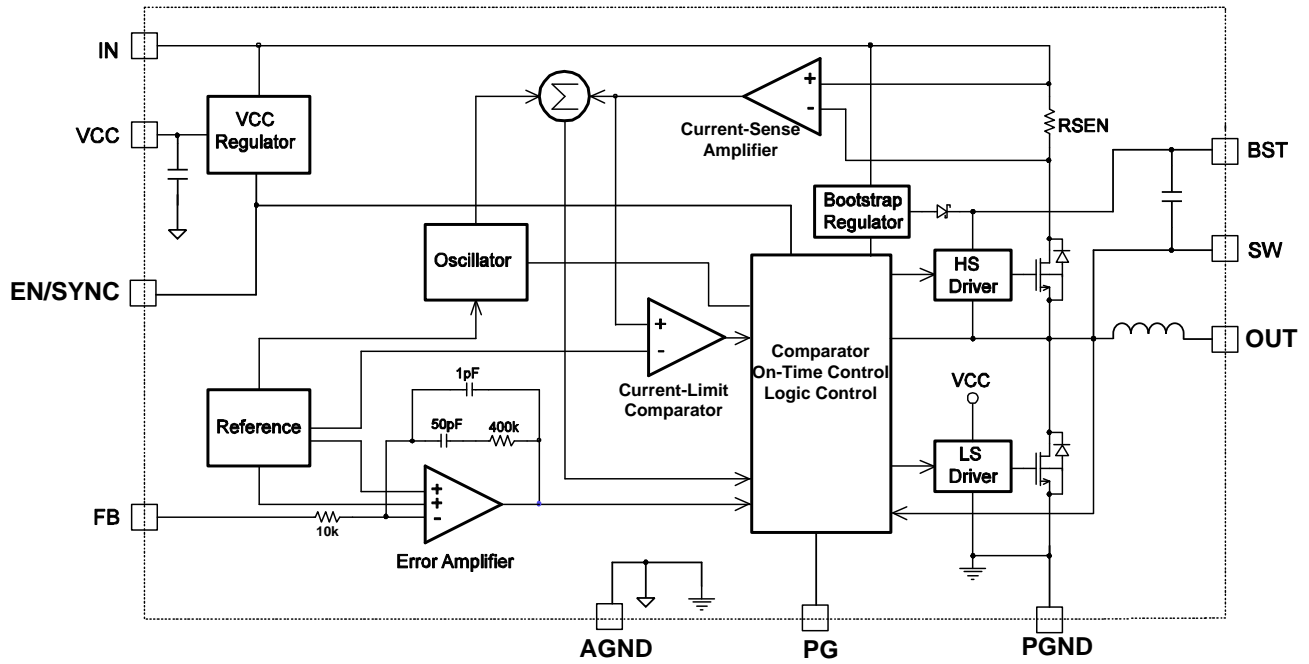 IN
VCC
Regulator
VCC
Σ
+
-
Current-Sense
Amplifier
RSEN
BST
Bootstrap
Regulator
SW
EN/SYNC
Oscillator
HS
Driver
OUT
+
-
Current-Limit
Comparator
Comparator
On-Time Control
Logic Control
VCC
1pF
50pF
400k
Reference
LS
Driver
FB
10k
+
+
-
Error Amplifier
AGND
PG
PGND